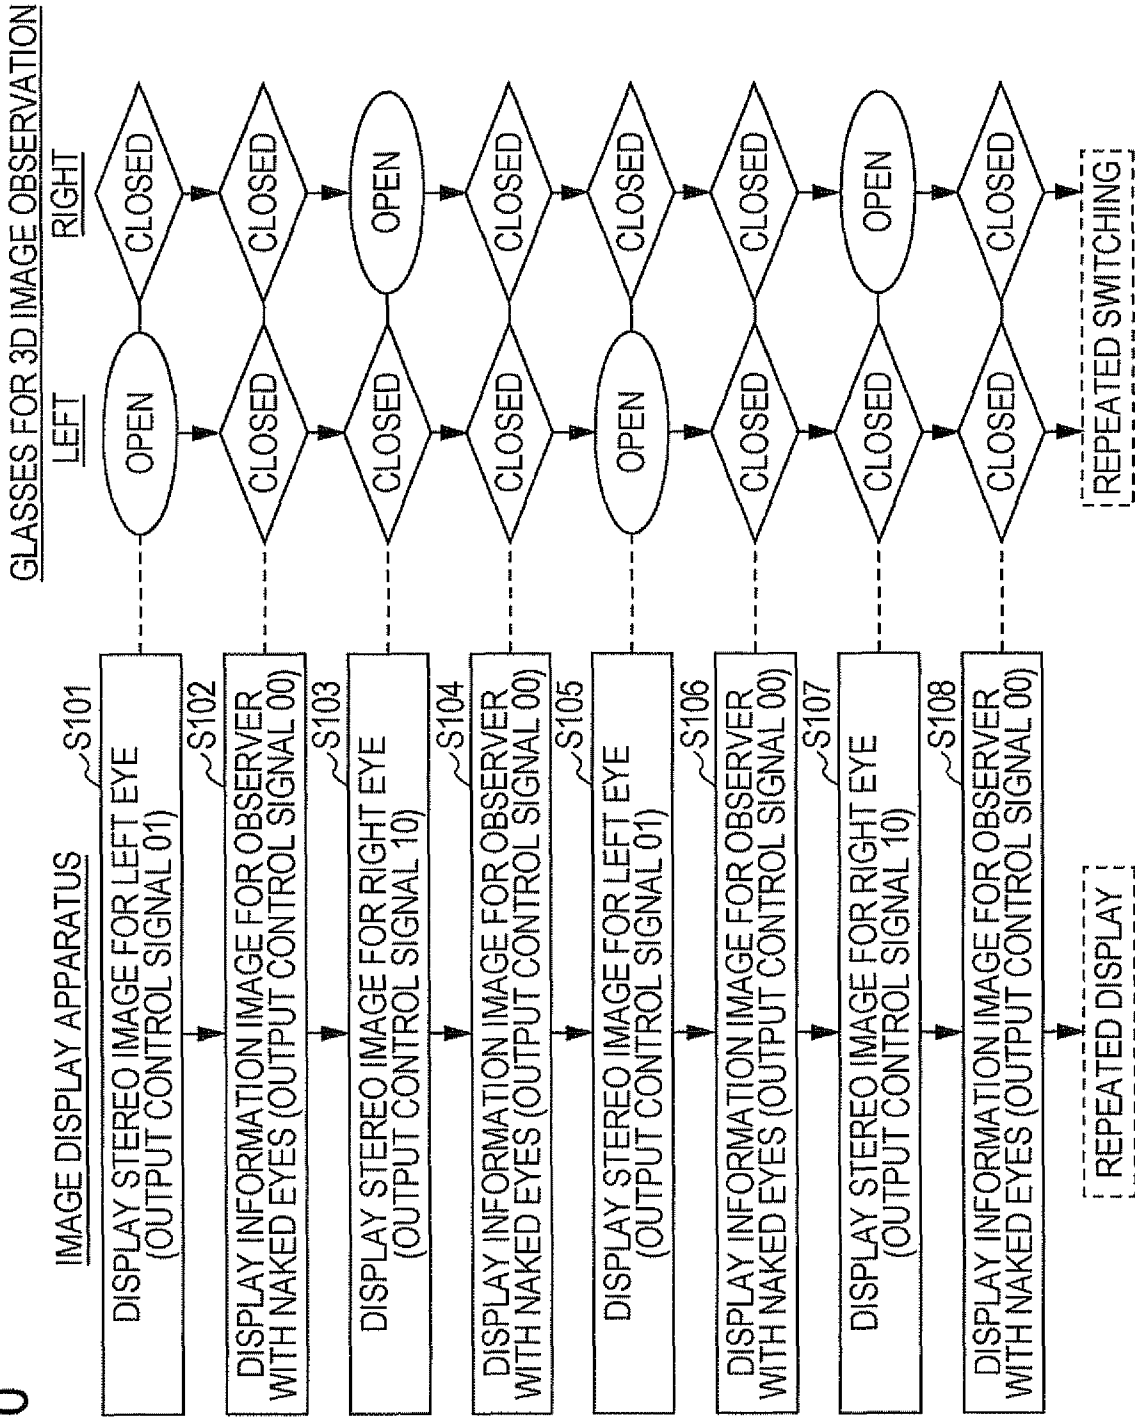 GLASSES FOR 3D IMAGE OBSERVATION
IMAGE DISPLAY APPARATUS
LEFT
RIGHT
S101
DISPLAY STEREO IMAGE FOR LEFT EYE
(OUTPUT CONTROL SIGNAL 01)
OPEN
CLOSED
S102
DISPLAY INFORMATION IMAGE FOR OBSERVER
WITH NAKED EYES (OUTPUT CONTROL SIGNAL 00)
CLOSED
CLOSED
S103
DISPLAY STEREO IMAGE FOR RIGHT EYE
(OUTPUT CONTROL SIGNAL 10)
CLOSED
OPEN
S104
DISPLAY INFORMATION IMAGE FOR OBSERVER
WITH NAKED EYES (OUTPUT CONTROL SIGNAL 00)
CLOSED
CLOSED
S105
DISPLAY STEREO IMAGE FOR LEFT EYE
(OUTPUT CONTROL SIGNAL 01)
OPEN
CLOSED
S106
DISPLAY INFORMATION IMAGE FOR OBSERVER
WITH NAKED EYES (OUTPUT CONTROL SIGNAL 00)
CLOSED
CLOSED
S107
DISPLAY STEREO IMAGE FOR RIGHT EYE
(OUTPUT CONTROL SIGNAL 10)
CLOSED
OPEN
S108
DISPLAY INFORMATION IMAGE FOR OBSERVER
WITH NAKED EYES (OUTPUT CONTROL SIGNAL 00)
CLOSED
CLOSED
REPEATED DISPLAY
REPEATED SWITCHING